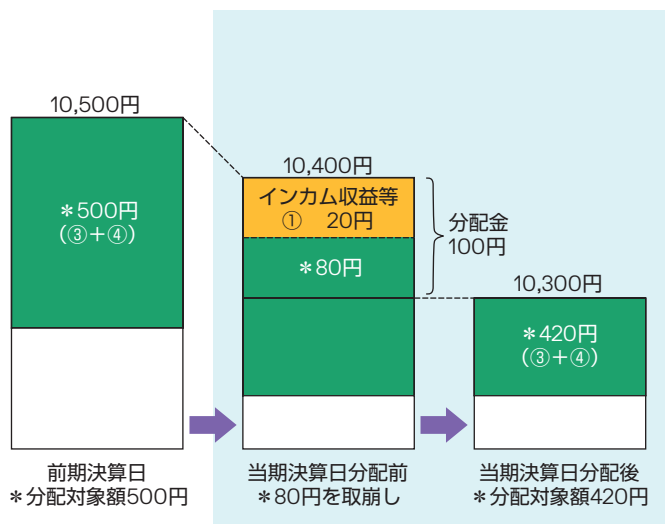 10,500円
＊500円
（③＋④）
前期決算日
＊分配対象額500円
10,400円
インカム収益等
① 20円
＊80円
分配金
100円
当期決算日分配前
＊80円を取崩し
10,300円
＊420円
（③＋④）
当期決算日分配後
＊分配対象額420円